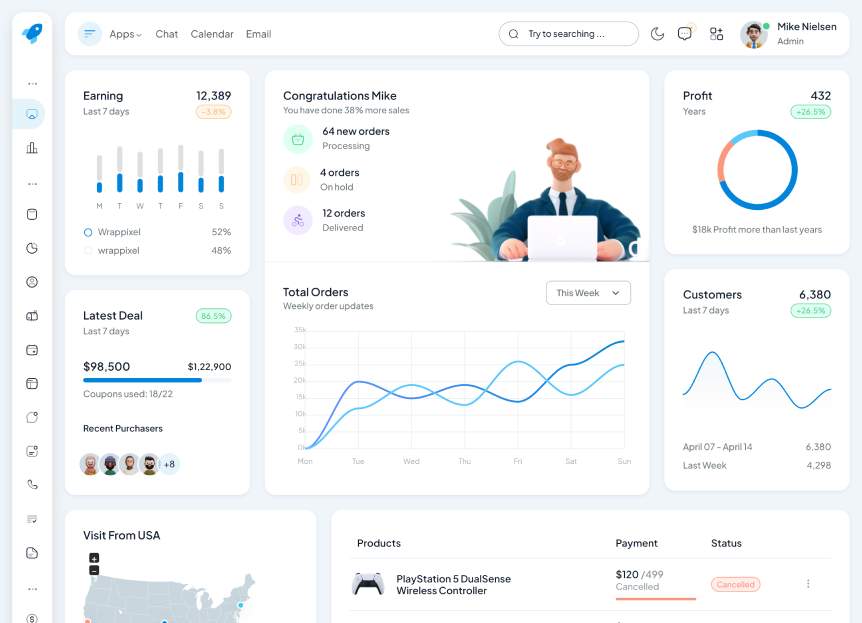 Apps
Chat
Calendar
Email
Try to searching ...
Mike Nielsen
Admin
Earning
12,389
Last 7 days
-3.8%
M T W T F S S
Wrappixel
52%
wrappixel
48%
Latest Deal
86.5%
Last 7 days
$98,500
$1,22,900
Coupons used: 18/22
Recent Purchasers
+8
Congratulations Mike
You have done 38% more sales
64 new orders
Processing
4 orders
On hold
12 orders
Delivered
Total Orders
This Week
Weekly order updates
35k
30k
25k
20k
15k
10k
5k
0k
Mon Tue Wed Thu Fri Sat Sun
Profit
432
Years
+26.5%
$18k Profit more than last years
Customers
6,380
Last 7 days
+26.5%
April 07 - April 14
6,380
Last Week
4,298
Visit From USA
+
−
Products
Payment
Status
PlayStation 5 DualSense
Wireless Controller
$120 /499
Cancelled
Cancelled